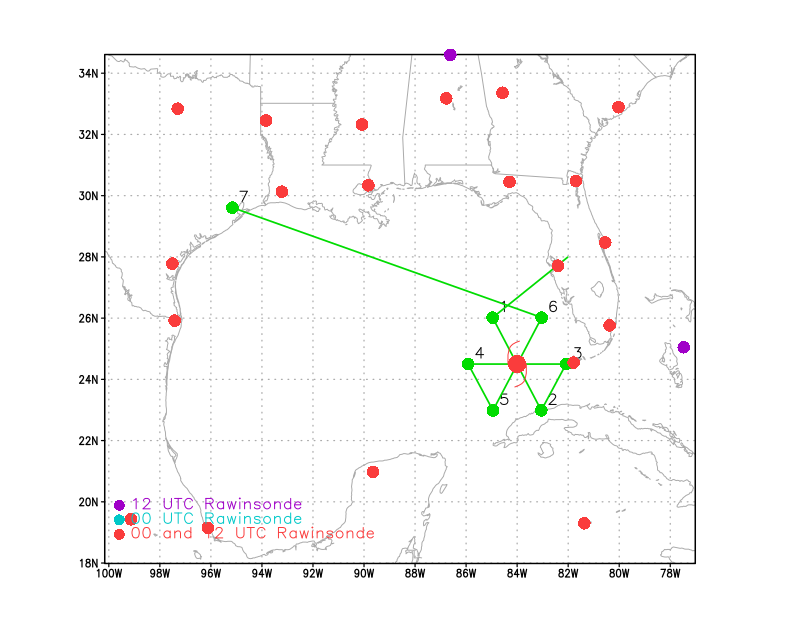 34N
32N
30N
7
28N
26N
1
6
24N
4
3
5
2
22N
20N
12 UTC Rawinsonde
00 UTC Rawinsonde
00 and 12 UTC Rawinsonde
18N
100W 98W 96W 94W 92W 90W 88W 86W 84W 82W 80W 78W